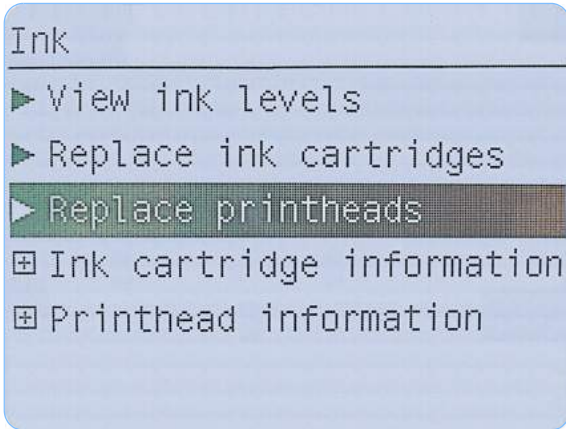 Ink
View ink levels
Replace ink cartridges
Replace printheads
Ink cartridge information
Printhead information